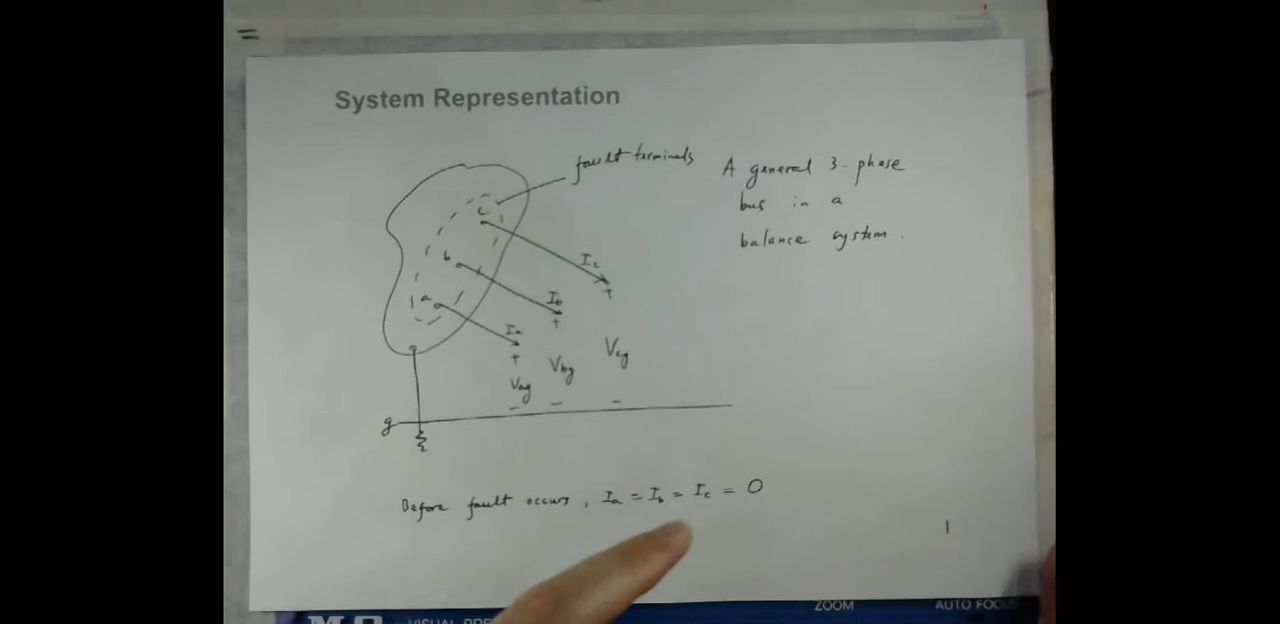 System Representation
fault terminals
A general 3-phase
bus in a
balance system.
c
b
a
Ic
Ib
Ia
+
+
+
Vcg
Vbg
Vag
g
Before fault occurs, Ia = Ib = Ic = 0
1
ZOOM
AUTO FOCUS